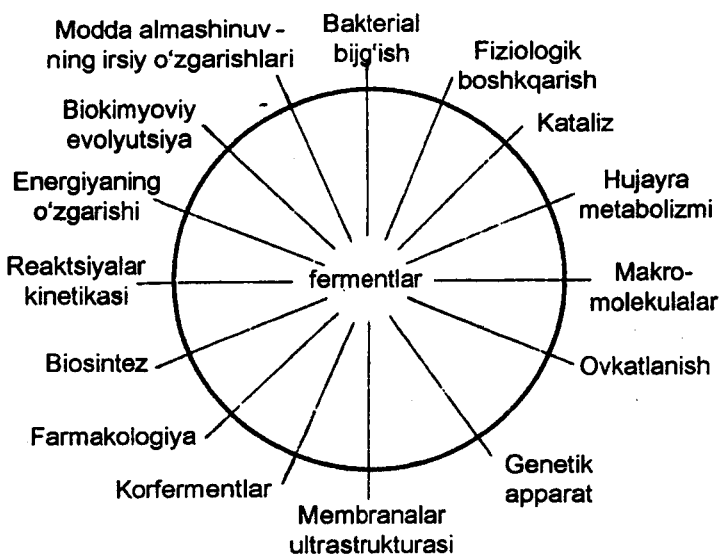 Bakterial
bijg‘ish
Fiziologik
boshkqarish
Kataliz
Hujayra
metabolizmi
Makro-
molekulalar
Ovkatlanish
Genetik
apparat
Membranalar
ultrastrukturasi
Korfermentlar
Farmakologiya
Biosintez
Reaktsiyalar
kinetikasi
Energiyaning
o‘zgarishi
Biokimyoviy
evolyutsiya
Modda almashinuv -
ning irsiy o‘zgarishlari
fermentlar